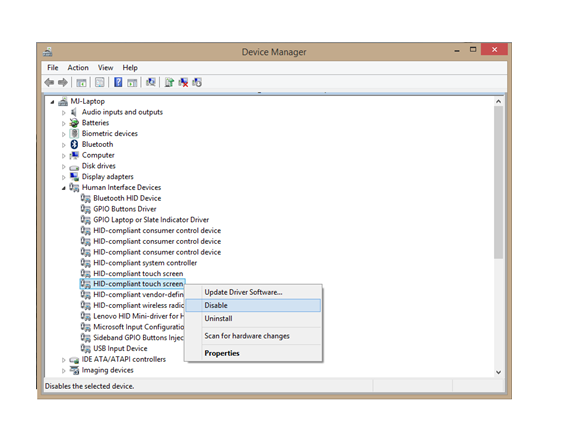 Device Manager
File Action View Help
MJ-Laptop
Audio inputs and outputs
Batteries
Biometric devices
Bluetooth
Computer
Disk drives
Display adapters
Human Interface Devices
Bluetooth HID Device
GPIO Buttons Driver
GPIO Laptop or Slate Indicator Driver
HID-compliant consumer control device
HID-compliant consumer control device
HID-compliant consumer control device
HID-compliant system controller
HID-compliant touch screen
HID-compliant touch screen
HID-compliant vendor-defin
HID-compliant wireless radio
Lenovo HID Mini-driver for H
Microsoft Input Configuratio
Sideband GPIO Buttons Injec
USB Input Device
IDE ATA/ATAPI controllers
Imaging devices
Update Driver Software...
Disable
Uninstall
Scan for hardware changes
Properties
Disables the selected device.